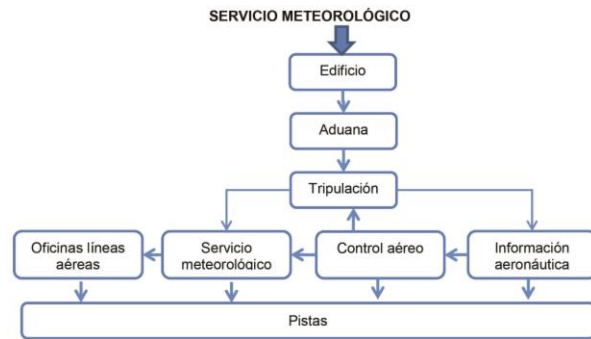 SERVICIO METEOROLÓGICO
Edificio
Aduana
Tripulación
Oficinas líneas
aéreas
Servicio
meteorológico
Control aéreo
Información
aeronáutica
Pistas